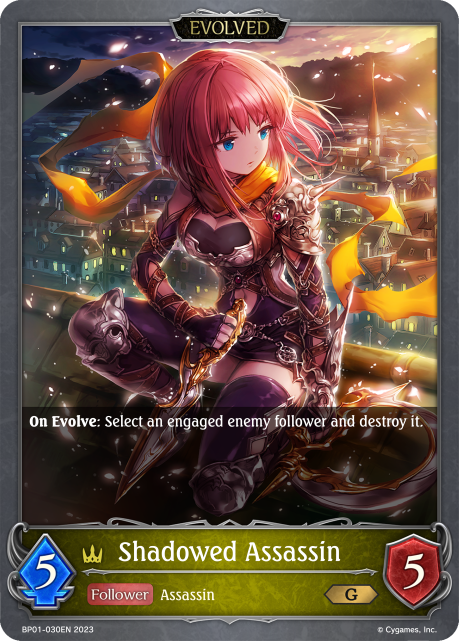 EVOLVED
On Evolve: Select an engaged enemy follower and destroy it.
5
Shadowed Assassin
5
Follower Assassin
G
BP01-030EN 2023
© Cygames, Inc.